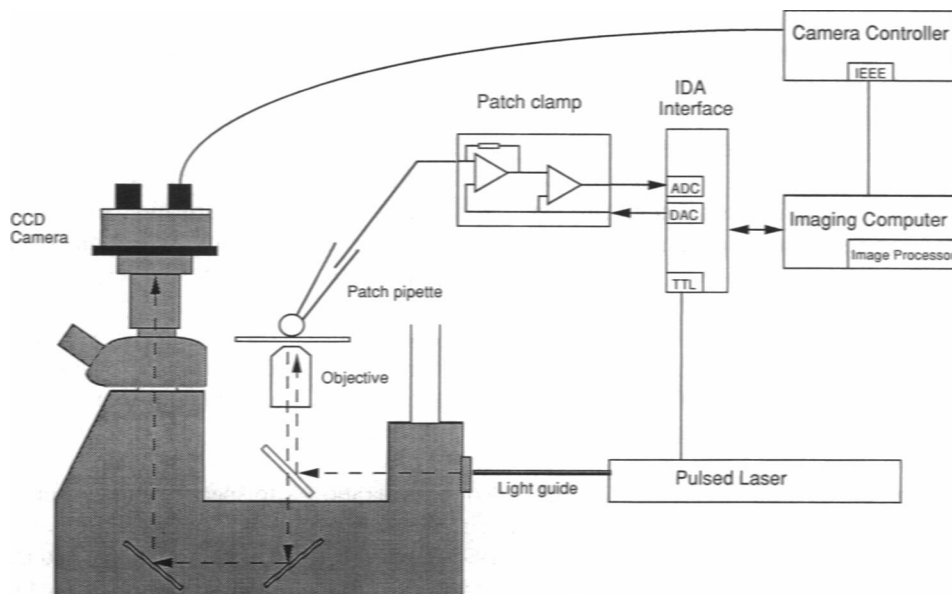 Camera Controller
IEEE
IDA
Interface
Patch clamp
ADC
DAC
TTL
Imaging Computer
Image Processor
CCD
Camera
Patch pipette
Objective
Light guide
Pulsed Laser